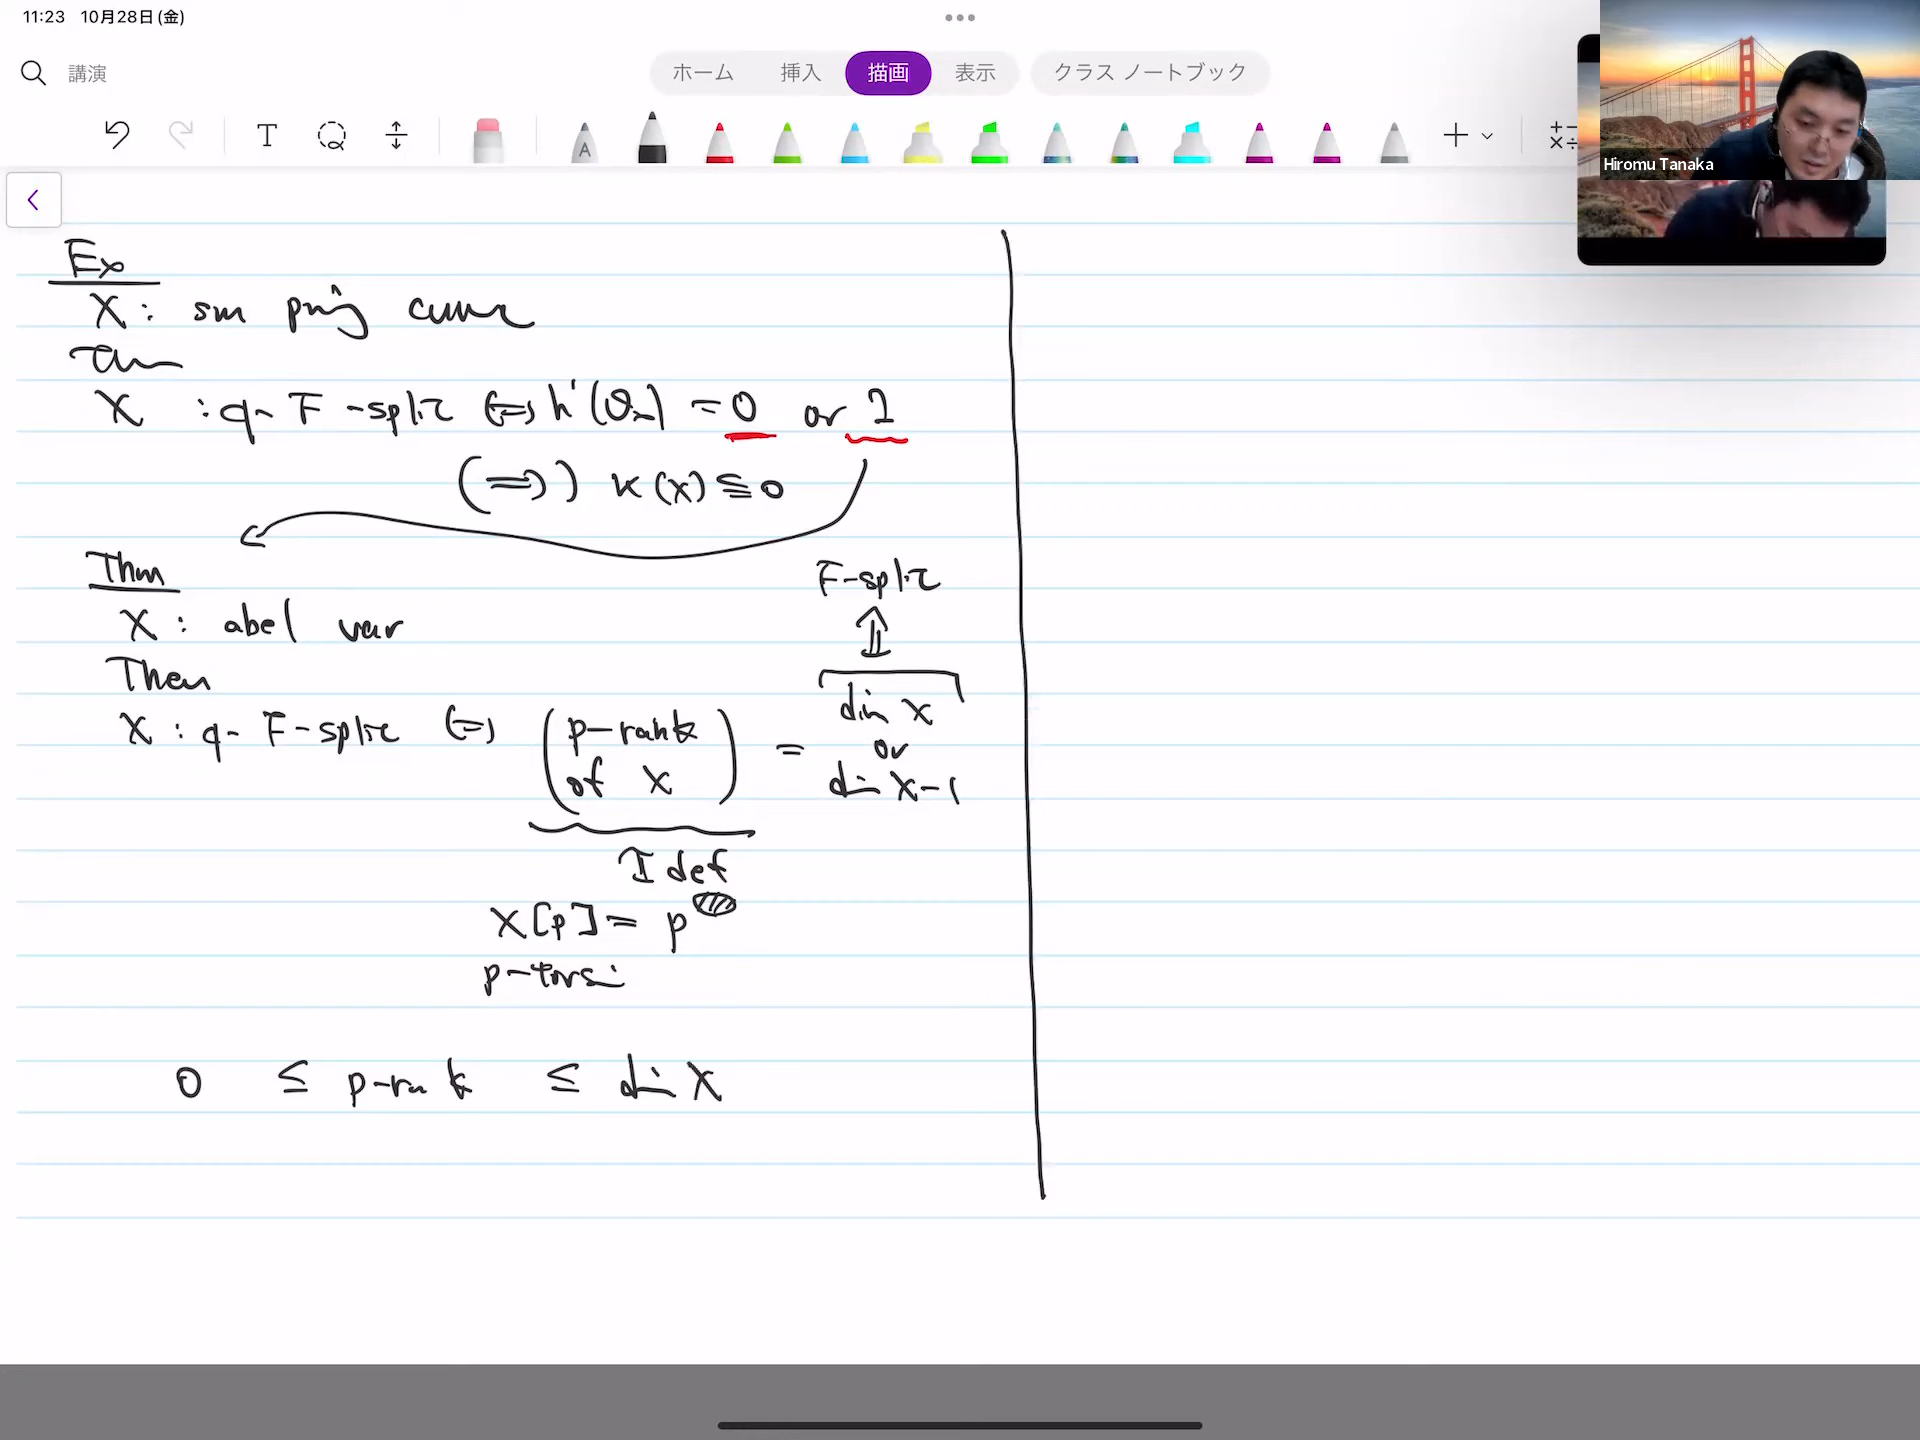 11:23 10月28日(金)
講演
ホーム 挿入 描画 表示 クラス ノートブック
T
A
Hiromu Tanaka
Ex
X : sm proj curve
Then
X : q-F-split ⇔ h¹(O_X) = 0 or 1
(⇒) κ(X) ≦ 0
Thm
X : abel var
Then
F-split
X : q-F-split ⇔ (p-rank of X) = dim X or dim X-1
def
X[p] = p
p-torsi
0 ≤ p-rank ≤ dim X